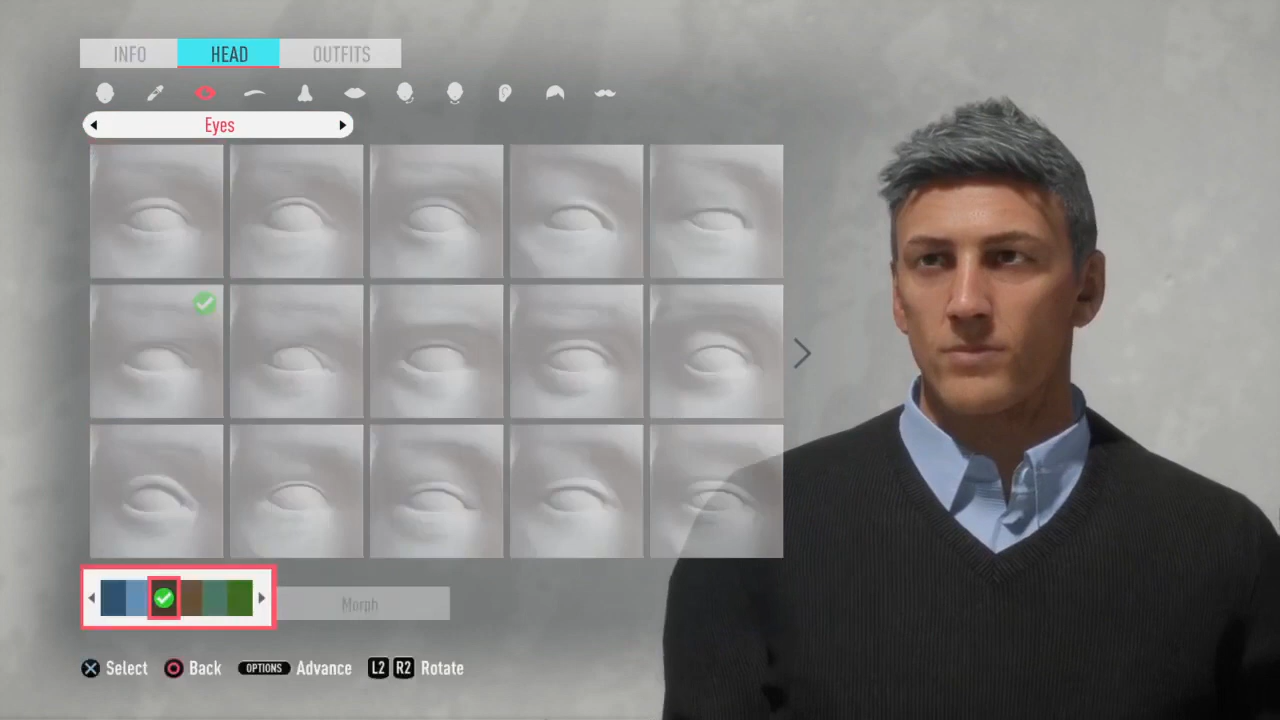 INFO HEAD OUTFITS
Eyes
Morph
Select Back OPTIONS Advance L2 R2 Rotate